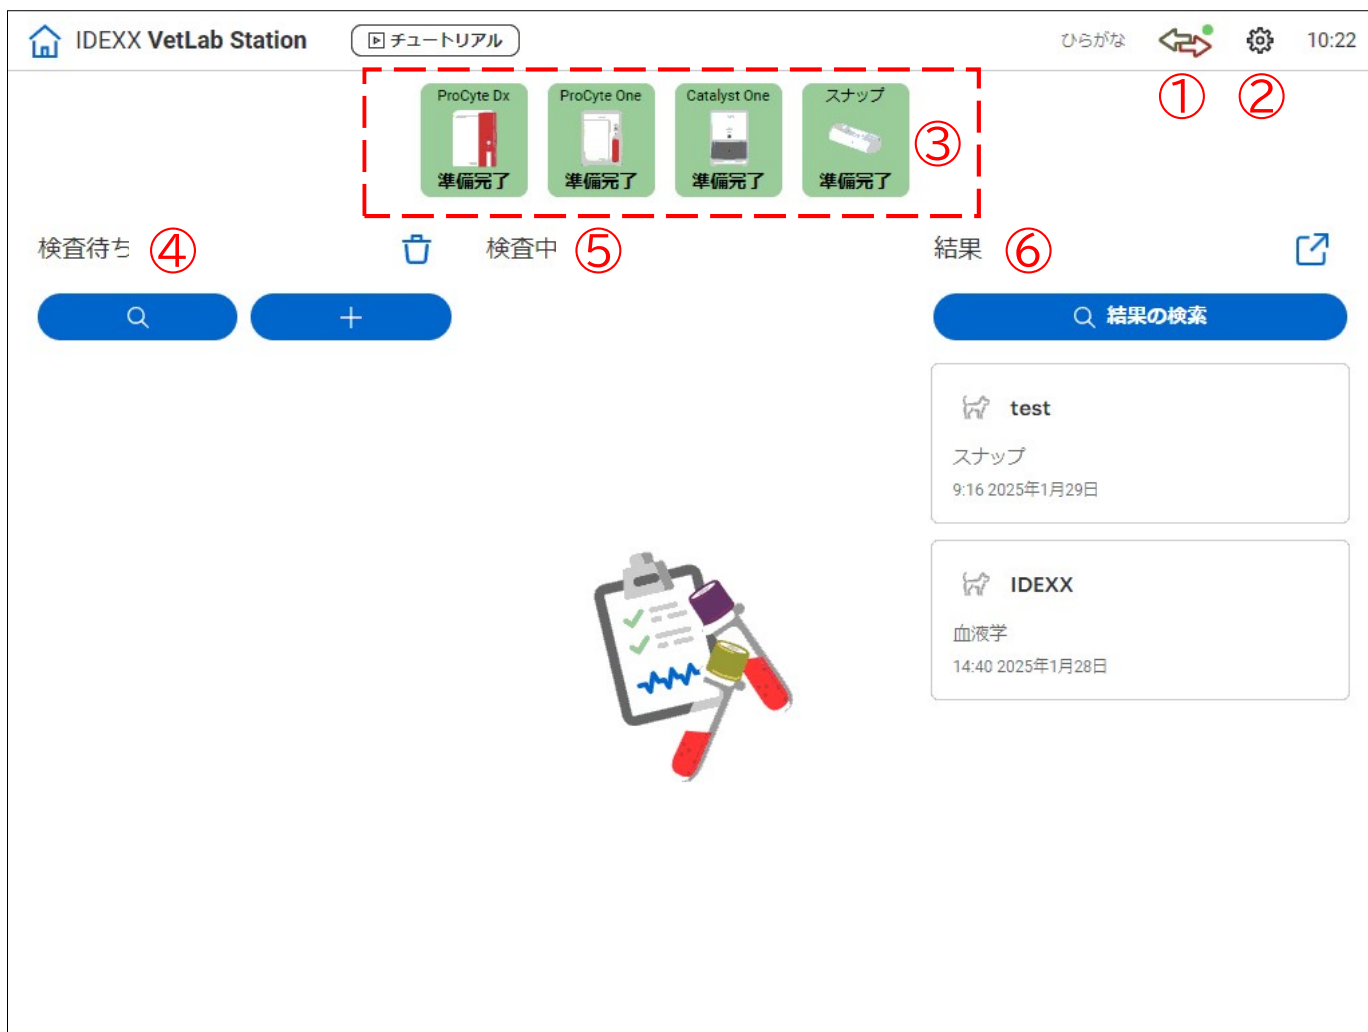 IDEXX VetLab Station チュートリアル ひらがな 10:22
① ②
ProCyte Dx ProCyte One Catalyst One スナップ
③
準備完了 準備完了 準備完了 準備完了
検査待ち ④ 検査中 ⑤ 結果 ⑥
結果の検索
test
スナップ
9:16 2025年1月29日
IDEXX
血液学
14:40 2025年1月28日